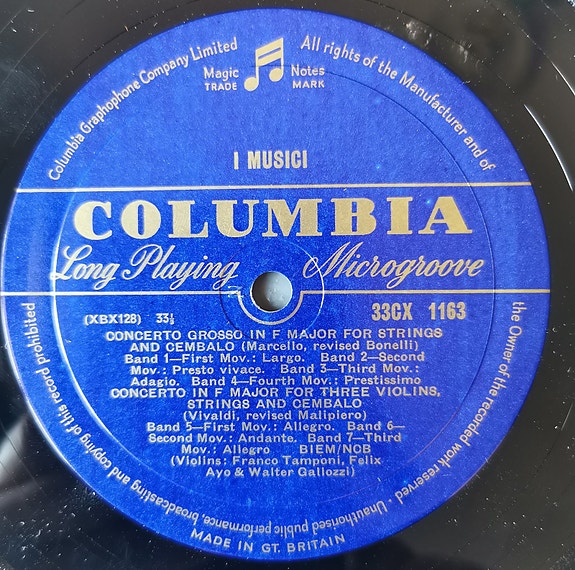 Columbia Graphophone Company Limited
Magic Notes
TRADE MARK
All rights of the Manufacturer and of
the Owner of the recorded work reserved · Unauthorised public performance, broadcasting and copying of this record prohibited
I MUSICI
COLUMBIA
Long Playing Microgroove
(XBX128) 33⅓ 33CX 1163
CONCERTO GROSSO IN F MAJOR FOR STRINGS
AND CEMBALO (Marcello, revised Bonelli)
Band 1—First Mov.: Largo. Band 2—Second
Mov.: Presto vivace. Band 3—Third Mov.:
Adagio. Band 4—Fourth Mov.: Prestissimo
CONCERTO IN F MAJOR FOR THREE VIOLINS,
STRINGS AND CEMBALO
(Vivaldi, revised Malipiero)
Band 5—First Mov.: Allegro. Band 6—
Second Mov.: Andante. Band 7—Third
Mov.: Allegro BIEM/NCB
(Violins: Franco Tamponi, Felix
Ayo & Walter Gallozzi)
MADE IN GT. BRITAIN